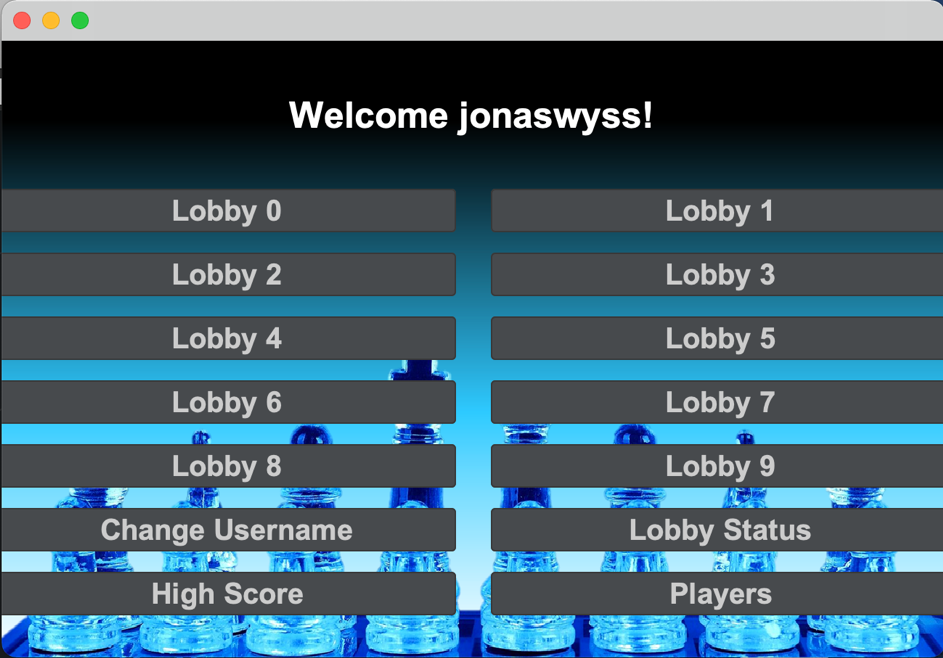 Welcome jonaswyss!
Lobby 0
Lobby 1
Lobby 2
Lobby 3
Lobby 4
Lobby 5
Lobby 6
Lobby 7
Lobby 8
Lobby 9
Change Username
Lobby Status
High Score
Players